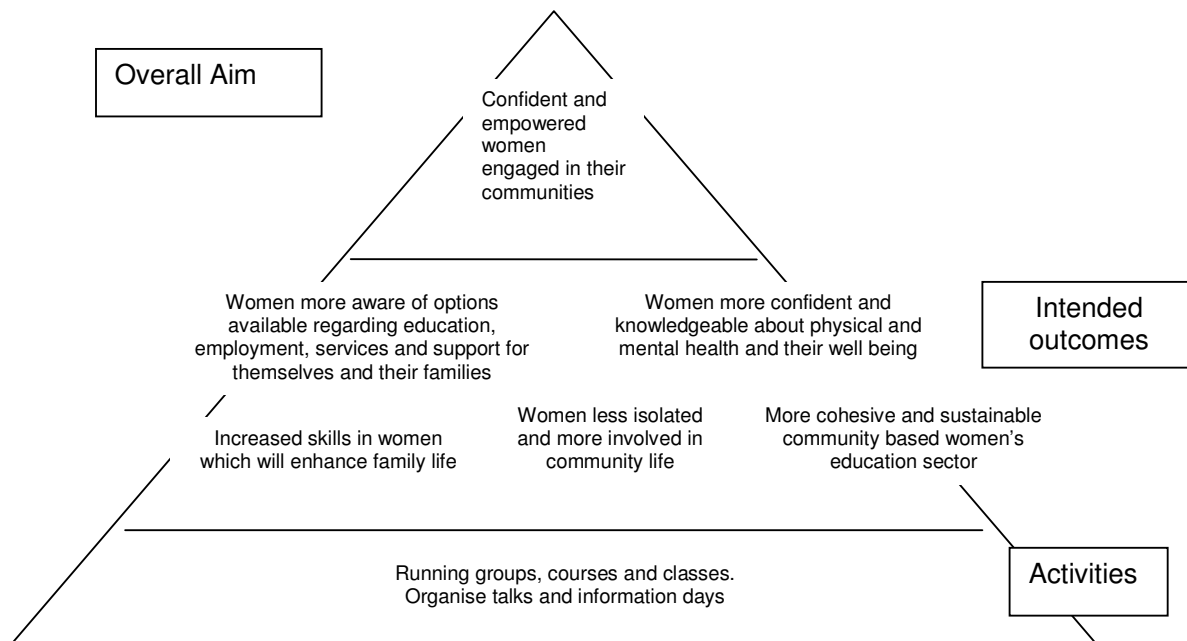 Overall Aim
Confident and
empowered
women
engaged in their
communities
Women more aware of options
available regarding education,
employment, services and support for
themselves and their families
Women more confident and
knowledgeable about physical and
mental health and their well being
Intended
outcomes
Increased skills in women
which will enhance family life
Women less isolated
and more involved in
community life
More cohesive and sustainable
community based women’s
education sector
Running groups, courses and classes.
Organise talks and information days
Activities